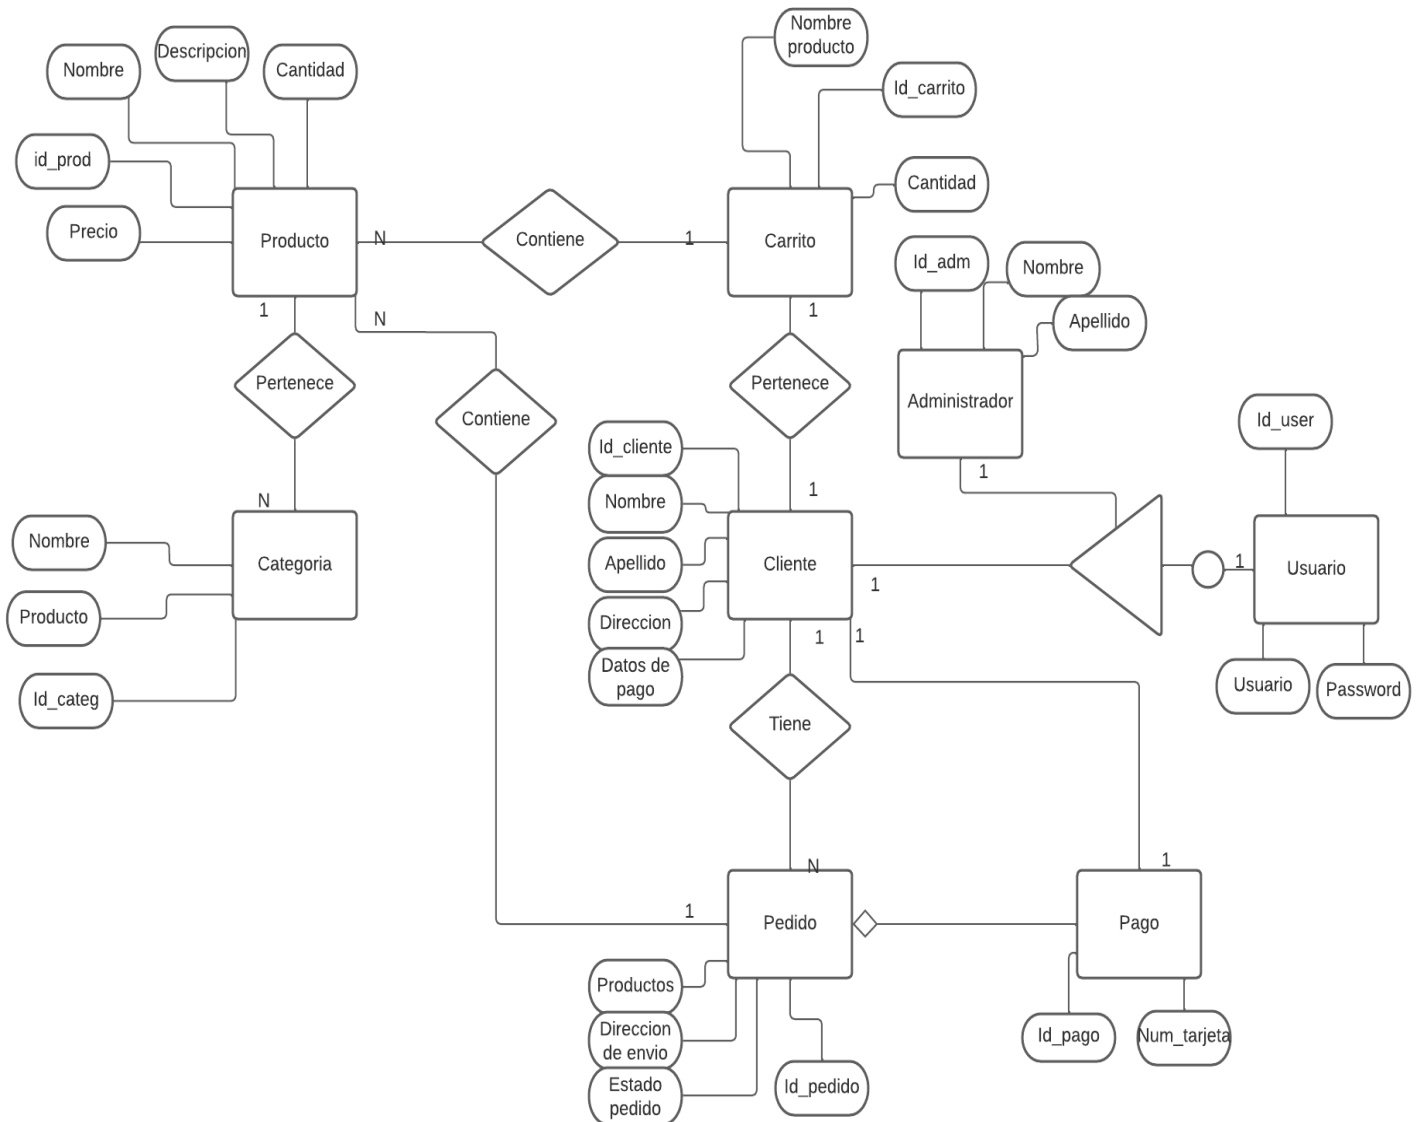 Nombre
producto
Descripcion
Nombre
Cantidad
Id_carrito
id_prod
Cantidad
Precio
Producto
N
Contiene
1
Carrito
Id_adm
Nombre
Apellido
1
N
1
Pertenece
Contiene
Pertenece
Administrador
Id_user
Id_cliente
1
N
1
Nombre
Nombre
Categoria
Apellido
Cliente
1
1
Usuario
Producto
Direccion
1
1
Datos de
pago
Id_categ
Usuario
Password
Tiene
N
1
1
Pedido
Pago
Productos
Direccion
de envio
Id_pago
Num_tarjeta
Estado
pedido
Id_pedido